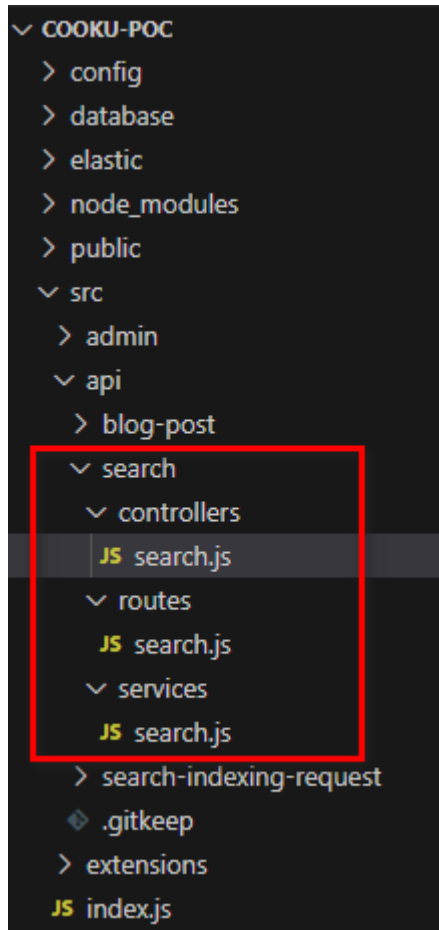 COOKU-POC
config
database
elastic
node_modules
public
src
admin
api
blog-post
search
controllers
JS search.js
routes
JS search.js
services
JS search.js
search-indexing-request
.gitkeep
extensions
JS index.js